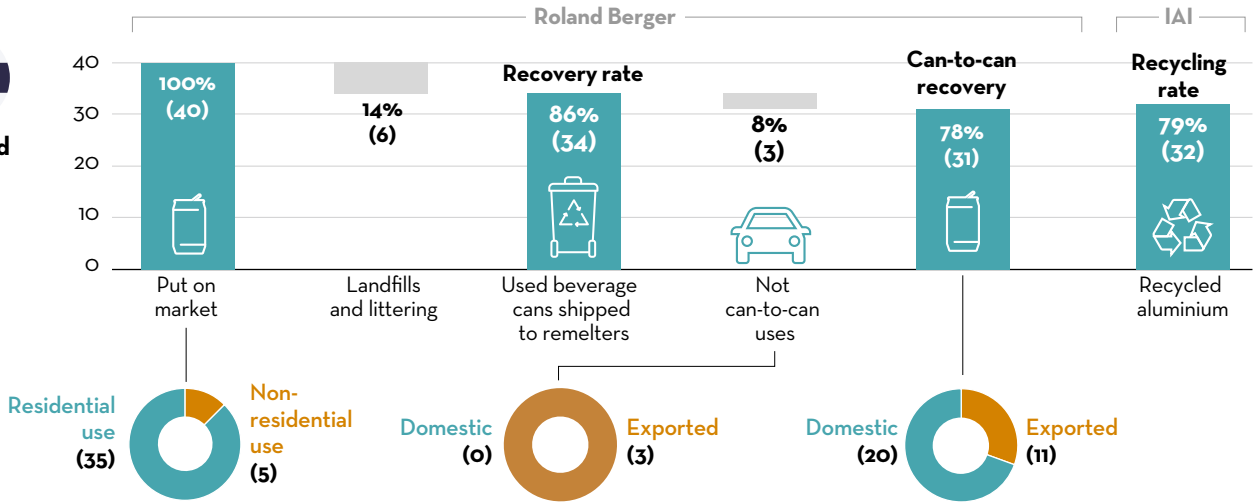 Roland Berger
IAI
40
30
20
10
0
d
100%
(40)
14%
(6)
Recovery rate
86%
(34)
8%
(3)
Can-to-can
recovery
78%
(31)
Recycling
rate
79%
(32)
Put on
market
Landfills
and littering
Used beverage
cans shipped
to remelters
Not
can-to-can
uses
Recycled
aluminium
Residential
use
(35)
Non-
residential
use
(5)
Domestic
(0)
Exported
(3)
Domestic
(20)
Exported
(11)